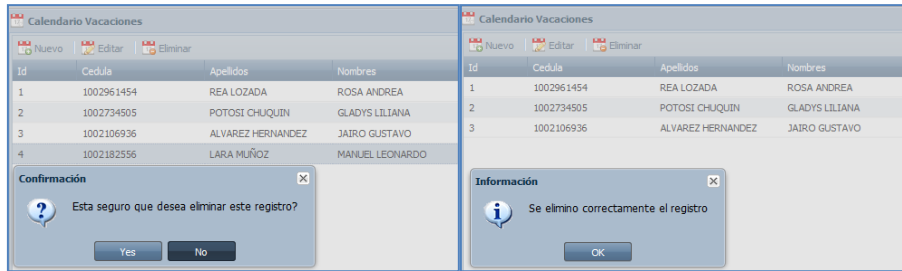 Calendario Vacaciones
Nuevo Editar Eliminar
Id Cedula Apellidos Nombres
1 1002961454 REA LOZADA ROSA ANDREA
2 1002734505 POTOSI CHUQUIN GLADYS LILIANA
3 1002106936 ALVAREZ HERNANDEZ JAIRO GUSTAVO
4 1002182556 LARA MUÑOZ MANUEL LEONARDO
Confirmación
Esta seguro que desea eliminar este registro?
Yes No
Calendario Vacaciones
Nuevo Editar Eliminar
Id Cedula Apellidos Nombres
1 1002961454 REA LOZADA ROSA ANDREA
2 1002734505 POTOSI CHUQUIN GLADYS LILIANA
3 1002106936 ALVAREZ HERNANDEZ JAIRO GUSTAVO
Información
Se elimino correctamente el registro
OK